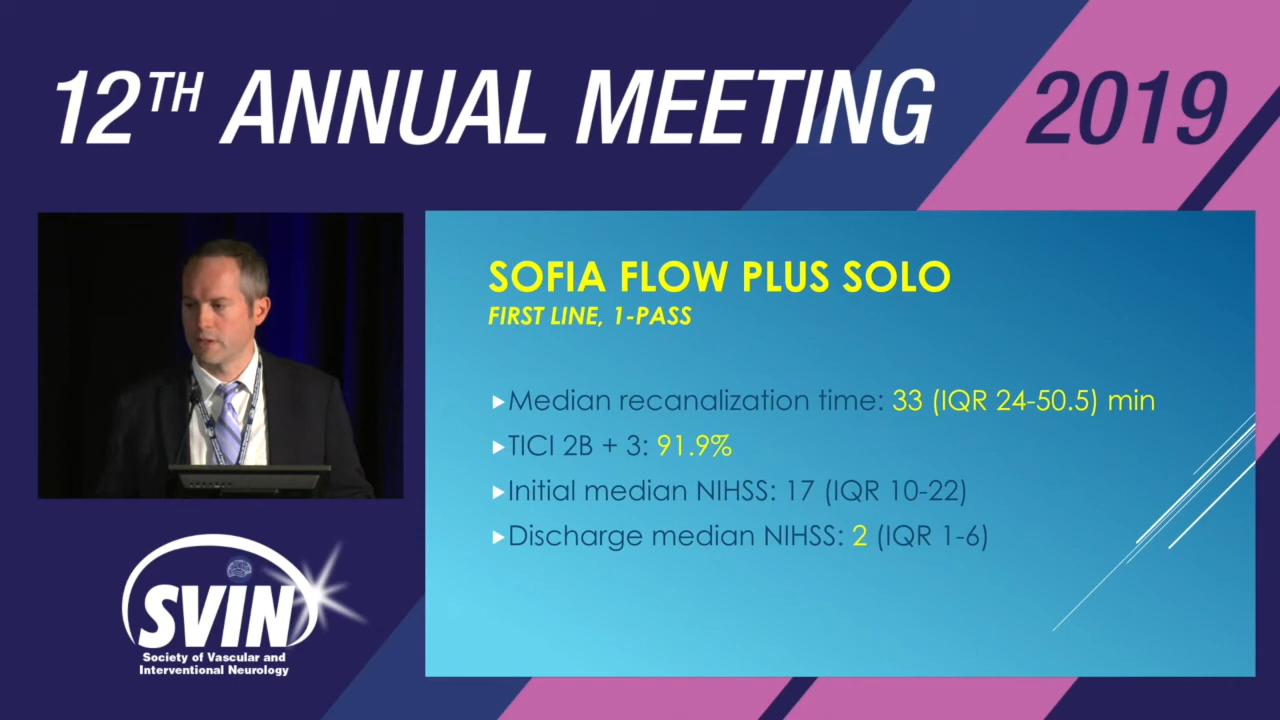 12TH ANNUAL MEETING 2019
SOFIA FLOW PLUS SOLO
FIRST LINE, 1-PASS
Median recanalization time: 33 (IQR 24-50.5) min
TICI 2B + 3: 91.9%
Initial median NIHSS: 17 (IQR 10-22)
Discharge median NIHSS: 2 (IQR 1-6)
SVIN
Society of Vascular and
Interventional Neurology